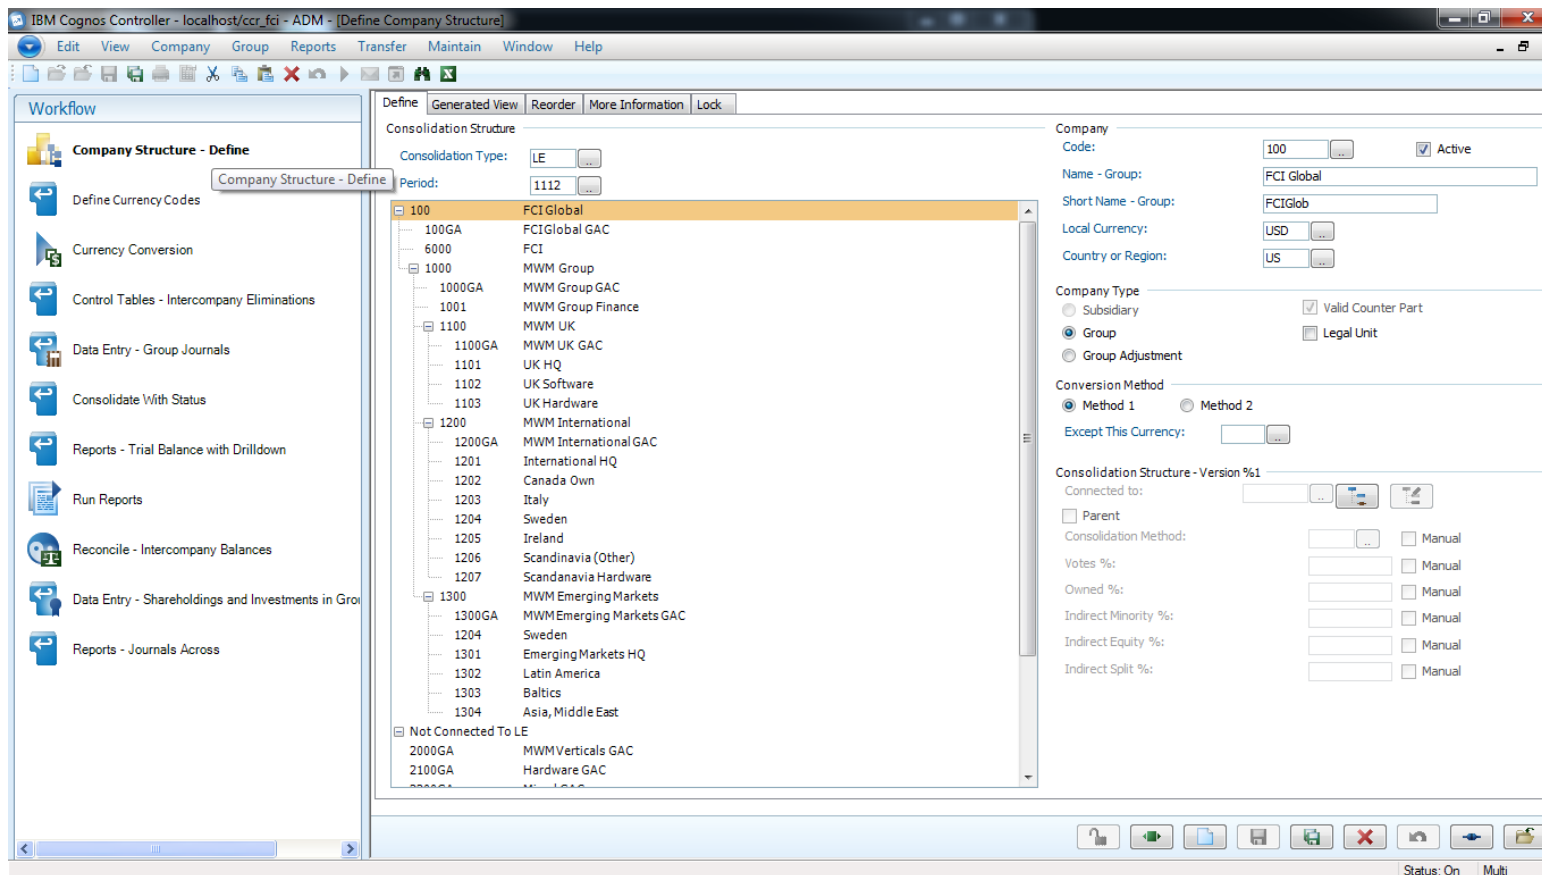 IBM Cognos Controller - localhost/ccr_fci - ADM - [Define Company Structure]
Edit View Company Group Reports Transfer Maintain Window Help
Workflow
Company Structure - Define
Company Structure - Define
Define Currency Codes
Currency Conversion
Control Tables - Intercompany Eliminations
Data Entry - Group Journals
Consolidate With Status
Reports - Trial Balance with Drilldown
Run Reports
Reconcile - Intercompany Balances
Data Entry - Shareholdings and Investments in Grou
Reports - Journals Across
Define Generated View Reorder More Information Lock
Consolidation Structure
Consolidation Type: LE ..
Period: 1112 ..
100 FCI Global
100GA FCIGlobal GAC
6000 FCI
1000 MWM Group
1000GA MWM Group GAC
1001 MWM Group Finance
1100 MWM UK
1100GA MWM UK GAC
1101 UK HQ
1102 UK Software
1103 UK Hardware
1200 MWM International
1200GA MWM International GAC
1201 International HQ
1202 Canada Own
1203 Italy
1204 Sweden
1205 Ireland
1206 Scandinavia (Other)
1207 Scandanavia Hardware
1300 MWM Emerging Markets
1300GA MWM Emerging Markets GAC
1204 Sweden
1301 Emerging Markets HQ
1302 Latin America
1303 Baltics
1304 Asia, Middle East
Not Connected To LE
2000GA MWM Verticals GAC
2100GA Hardware GAC
Company
Code: 100 .. Active
Name - Group: FCI Global
Short Name - Group: FCIGlob
Local Currency: USD ..
Country or Region: US ..
Company Type
Subsidiary Valid Counter Part
Group Legal Unit
Group Adjustment
Conversion Method
Method 1 Method 2
Except This Currency: ..
Consolidation Structure - Version %1
Connected to: ..
Parent
Consolidation Method: .. Manual
Votes %: Manual
Owned %: Manual
Indirect Minority %: Manual
Indirect Equity %: Manual
Indirect Split %: Manual
Status: On Multi